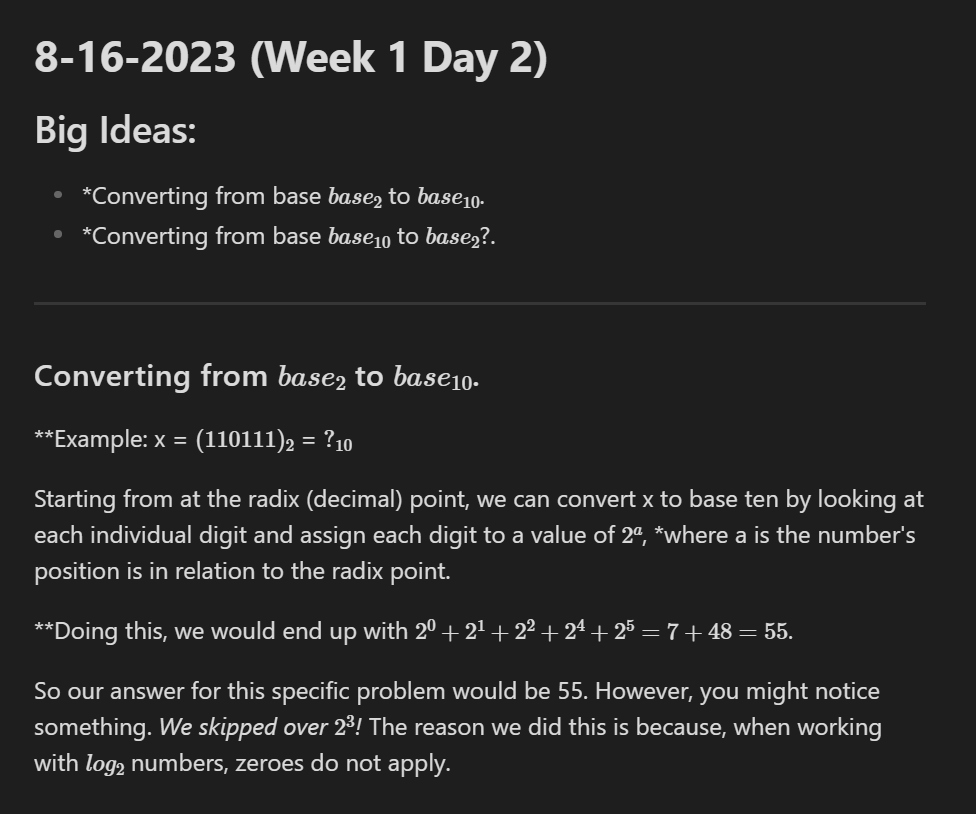 8-16-2023 (Week 1 Day 2)
Big Ideas:
• *Converting from base base₂ to base₁₀.
• *Converting from base base₁₀ to base₂?.
Converting from base₂ to base₁₀.
**Example: x = (110111)₂ = ?₁₀
Starting from at the radix (decimal) point, we can convert x to base ten by looking at
each individual digit and assign each digit to a value of 2ᵃ, *where a is the number's
position is in relation to the radix point.
**Doing this, we would end up with 2⁰ + 2¹ + 2² + 2⁴ + 2⁵ = 7 + 48 = 55.
So our answer for this specific problem would be 55. However, you might notice
something. We skipped over 2³! The reason we did this is because, when working
with log₂ numbers, zeroes do not apply.